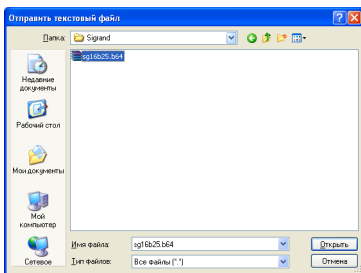 Отправить текстовый файл
Папка:
Sigrand
sg16b25.b64
Недавние
документы
Рабочий стол
Мои документы
Мой
компьютер
Сетевое
Имя файла:
sg16b25.b64
Открыть
Тип файлов:
Все файлы (*.*)
Отмена